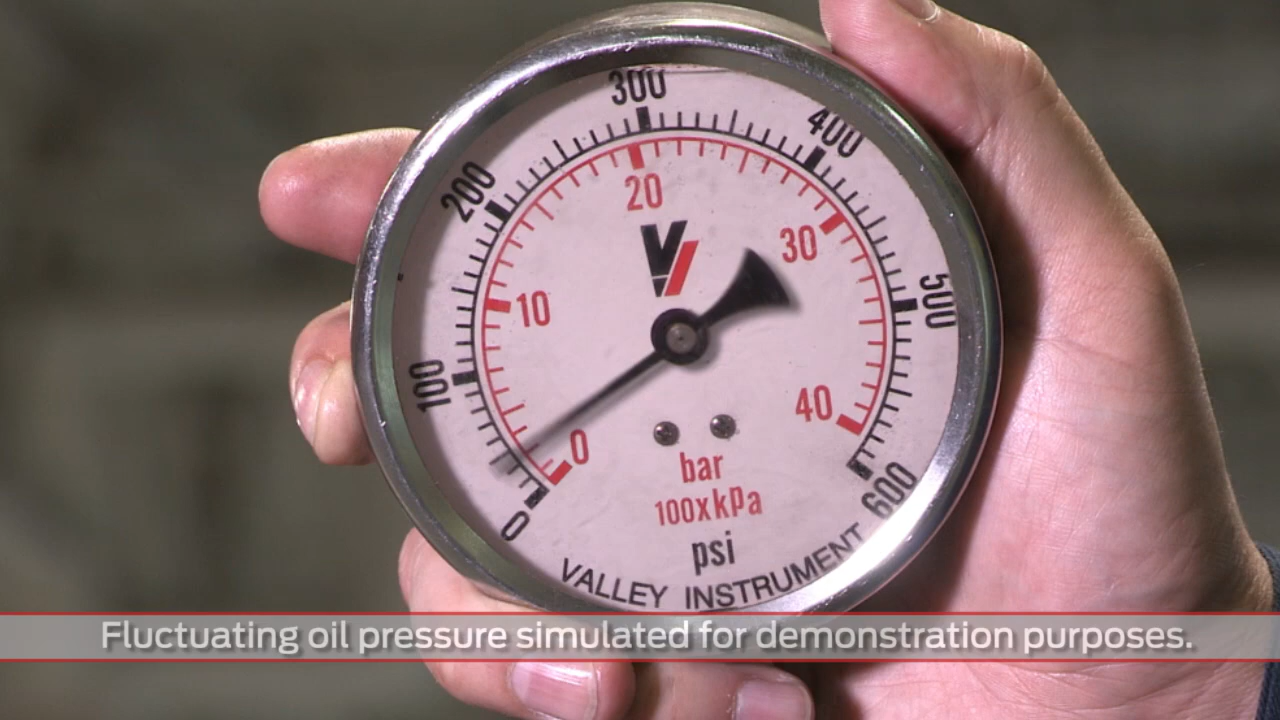 300
400
200
20
30
10
500
100
40
0
bar
600
100xkPa
0
psi
VALLEY INSTRUMENT
Fluctuating oil pressure simulated for demonstration purposes.